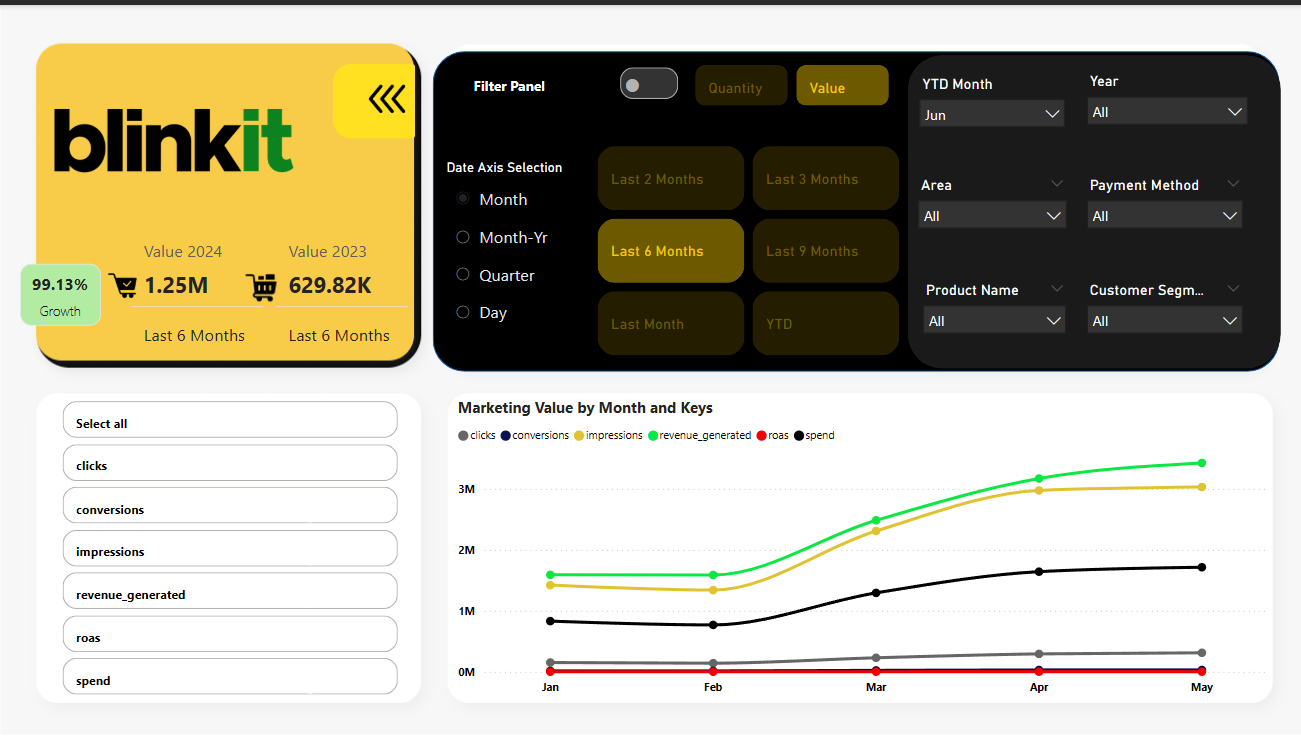 blinkit
Value 2024
Value 2023
99.13%
Growth
1.25M
629.82K
Last 6 Months
Last 6 Months
Filter Panel
Quantity
Value
Date Axis Selection
Month
Month-Yr
Quarter
Day
Last 2 Months
Last 3 Months
Last 6 Months
Last 9 Months
Last Month
YTD
YTD Month
Jun
Year
All
Area
All
Payment Method
All
Product Name
All
Customer Segm...
All
Select all
clicks
conversions
impressions
revenue_generated
roas
spend
Marketing Value by Month and Keys
clicks conversions impressions revenue_generated roas spend
3M
2M
1M
0M
Jan Feb Mar Apr May